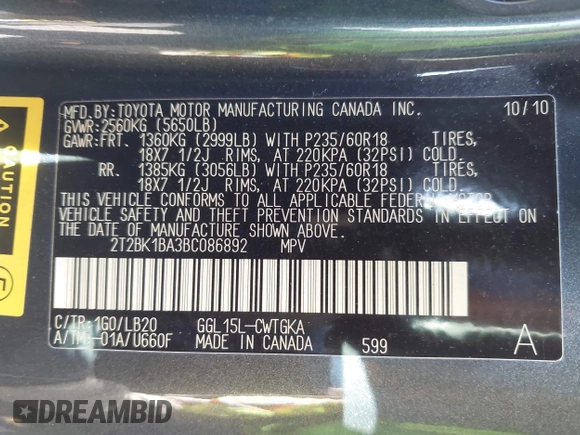 MFD. BY: TOYOTA MOTOR MANUFACTURING CANADA INC. 10/10
GVWR: 2560KG (5650LB)
GAWR: FRT. 1360KG (2999LB) WITH P235/60R18 TIRES,
18X7 1/2J RIMS, AT 220KPA (32PSI) COLD.
RR. 1385KG (3056LB) WITH P235/60R18 TIRES,
18X7 1/2J RIMS, AT 220KPA (32PSI) COLD.
THIS VEHICLE CONFORMS TO ALL APPLICABLE FEDERAL MOTOR
VEHICLE SAFETY AND THEFT PREVENTION STANDARDS IN EFFECT ON
THE DATE OF MANUFACTURE SHOWN ABOVE.
2T2BK1BA3BC086892 MPV
C/TR: 1G0/LB20 GGL15L-CWTGKA
A/TM: -01A/U660F MADE IN CANADA 599 A
CAUTION
DREAMBID